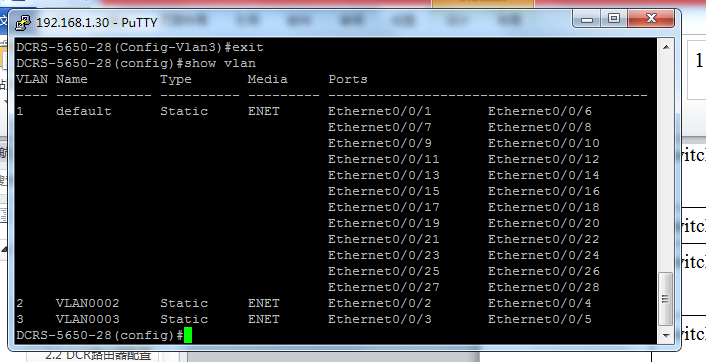 192.168.1.30 - PuTTY
DCRS-5650-28(Config-Vlan3)#exit
DCRS-5650-28(config)#show vlan
VLAN Name         Type       Media     Ports
---- ------------ ---------- --------- ----------------------------------------
1    default      Static     ENET      Ethernet0/0/1       Ethernet0/0/6
Ethernet0/0/7       Ethernet0/0/8
Ethernet0/0/9       Ethernet0/0/10
Ethernet0/0/11      Ethernet0/0/12
Ethernet0/0/13      Ethernet0/0/14
Ethernet0/0/15      Ethernet0/0/16
Ethernet0/0/17      Ethernet0/0/18
Ethernet0/0/19      Ethernet0/0/20
Ethernet0/0/21      Ethernet0/0/22
Ethernet0/0/23      Ethernet0/0/24
Ethernet0/0/25      Ethernet0/0/26
Ethernet0/0/27      Ethernet0/0/28
2    VLAN0002     Static     ENET      Ethernet0/0/2       Ethernet0/0/4
3    VLAN0003     Static     ENET      Ethernet0/0/3       Ethernet0/0/5
DCRS-5650-28(config)#
2.2 DCR路由器配置
1
witch
witch
witch